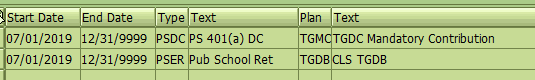 Start Date End Date Type Text Plan Text
07/01/2019 12/31/9999 PSDC PS 401(a) DC TGMC TGDC Mandatory Contribution
07/01/2019 12/31/9999 PSER Pub School Ret TGDB CLS TGDB